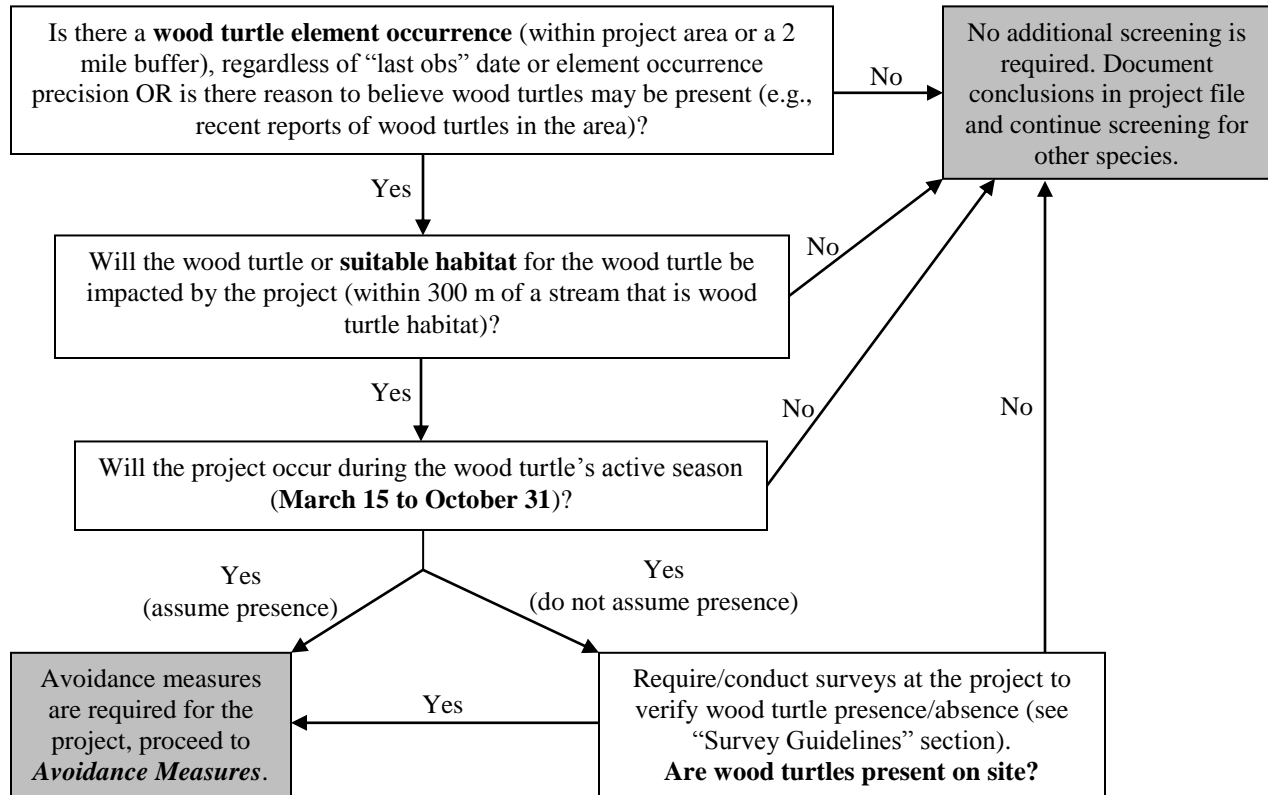 Is there a wood turtle element occurrence (within project area or a 2
mile buffer), regardless of “last obs” date or element occurrence
precision OR is there reason to believe wood turtles may be present (e.g.,
recent reports of wood turtles in the area)?
No
No additional screening is
required. Document
conclusions in project file
and continue screening for
other species.
Yes
Will the wood turtle or suitable habitat for the wood turtle be
impacted by the project (within 300 m of a stream that is wood
turtle habitat)?
No
Yes
No
No
Will the project occur during the wood turtle’s active season
(March 15 to October 31)?
Yes
(assume presence)
Yes
(do not assume presence)
Avoidance measures
are required for the
project, proceed to
Avoidance Measures.
Yes
Require/conduct surveys at the project to
verify wood turtle presence/absence (see
“Survey Guidelines” section).
Are wood turtles present on site?